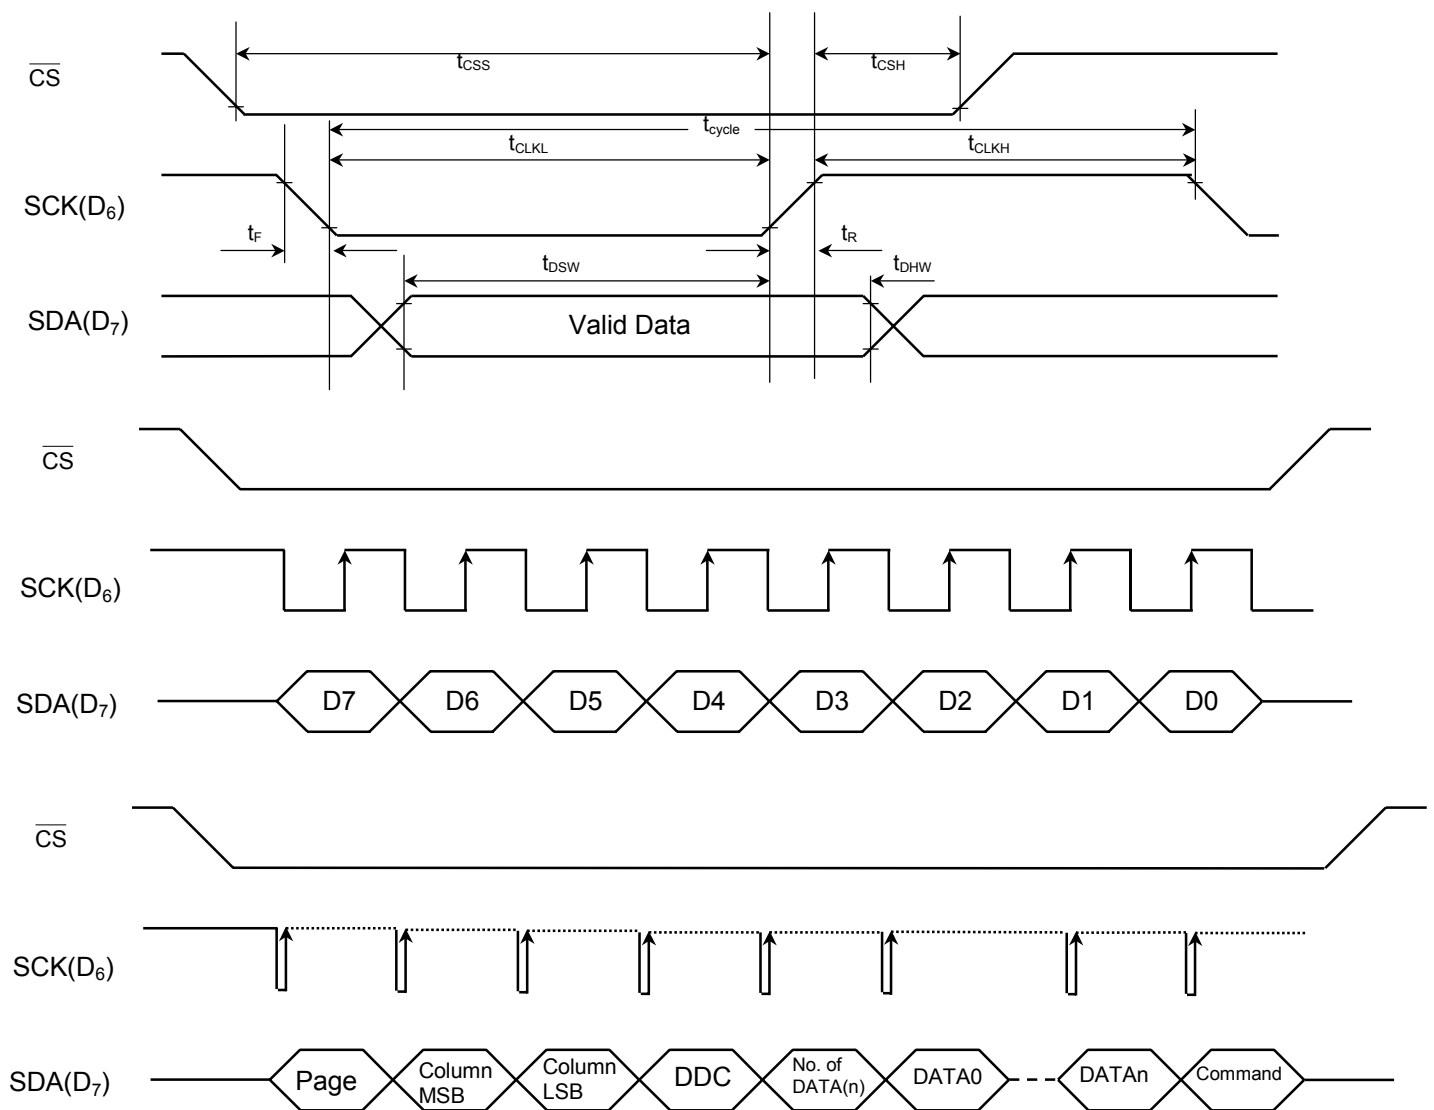 CS
tCSS
tCSH
tcycle
tCLKL
tCLKH
SCK(D6)
tF
tR
tDSW
tDHW
SDA(D7)
Valid Data
CS
SCK(D6)
SDA(D7)
D7 D6 D5 D4 D3 D2 D1 D0
CS
SCK(D6)
SDA(D7)
Page
Column
MSB
Column
LSB
DDC
No. of
DATA(n)
DATA0
DATAn
Command